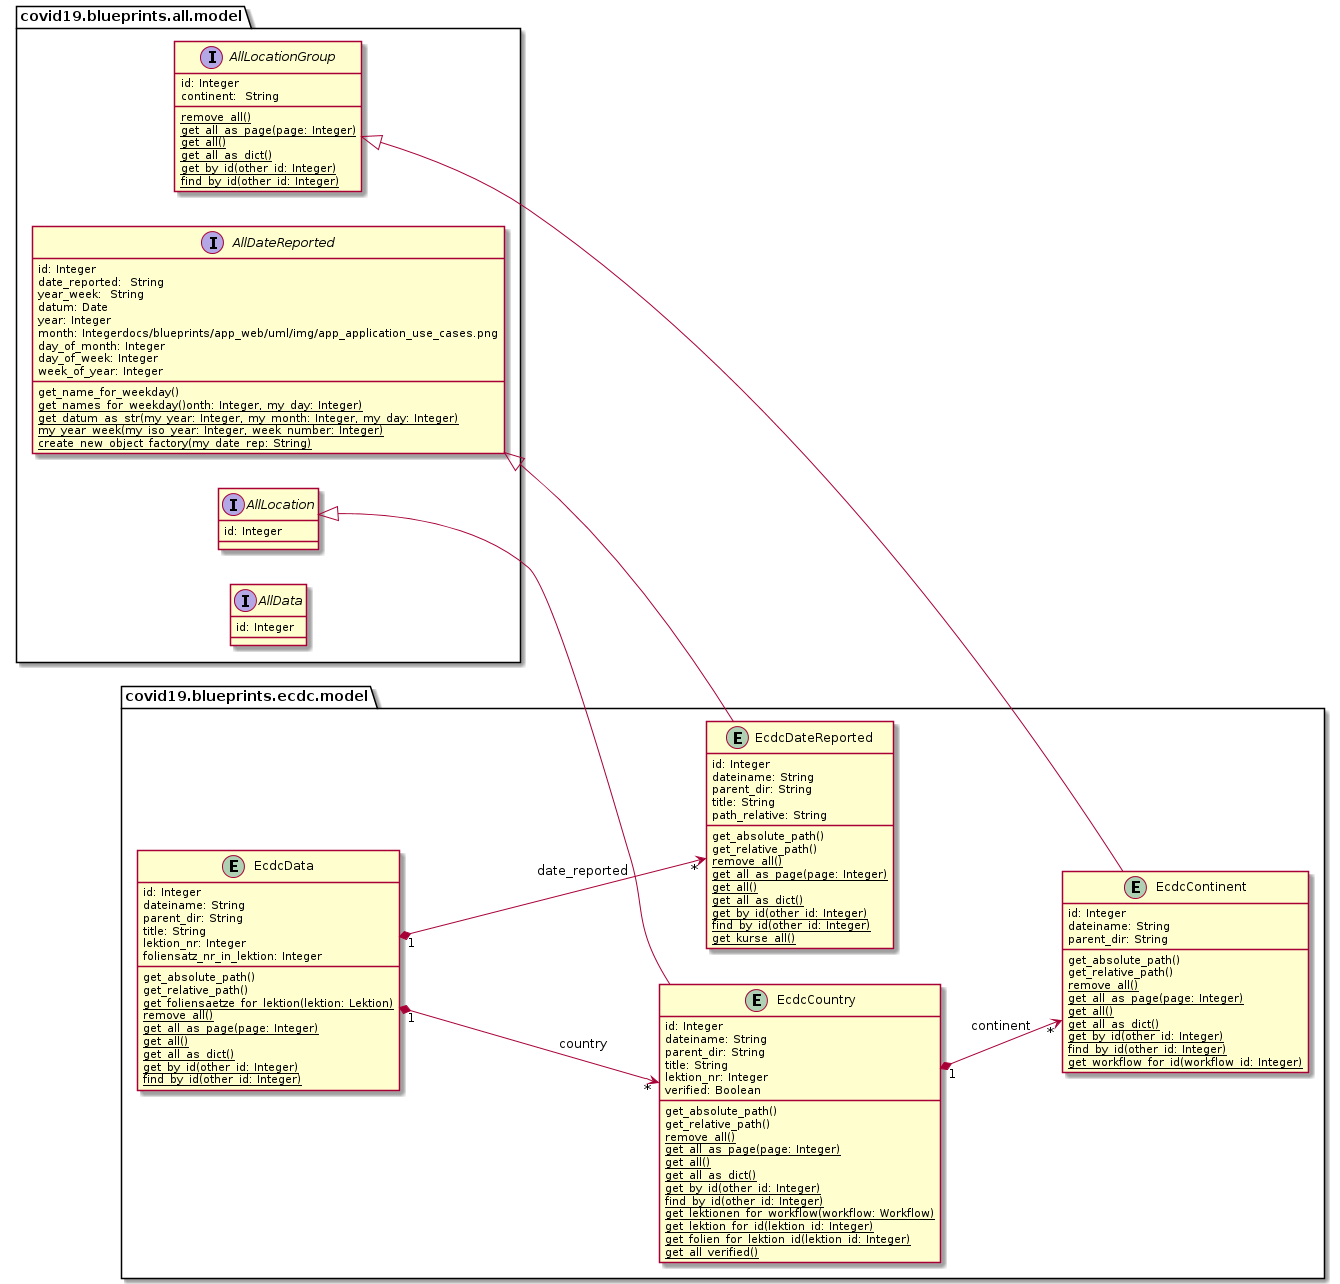 covid19.blueprints.all.model
I AllLocationGroup
id: Integer
continent:  String
remove_all()
get_all_as_page(page: Integer)
get_all()
get_all_as_dict()
get_by_id(other_id: Integer)
find_by_id(other_id: Integer)
I AllDateReported
id: Integer
date_reported:  String
year_week:  String
datum: Date
year: Integer
month: Integerdocs/blueprints/app_web/uml/img/app_application_use_cases.png
day_of_month: Integer
day_of_week: Integer
week_of_year: Integer
get_name_for_weekday()
get_names_for_weekday()onth: Integer, my_day: Integer)
get_datum_as_str(my_year: Integer, my_month: Integer, my_day: Integer)
my_year_week(my_iso_year: Integer, week_number: Integer)
create_new_object_factory(my_date_rep: String)
I AllLocation
id: Integer
I AllData
id: Integer
covid19.blueprints.ecdc.model
E EcdcDateReported
id: Integer
dateiname: String
parent_dir: String
title: String
path_relative: String
get_absolute_path()
get_relative_path()
remove_all()
get_all_as_page(page: Integer)
get_all()
get_all_as_dict()
get_by_id(other_id: Integer)
find_by_id(other_id: Integer)
get_kurse_all()
E EcdcData
id: Integer
dateiname: String
parent_dir: String
title: String
lektion_nr: Integer
foliensatz_nr_in_lektion: Integer
get_absolute_path()
get_relative_path()
get_foliensaetze_for_lektion(lektion: Lektion)
remove_all()
get_all_as_page(page: Integer)
get_all()
get_all_as_dict()
get_by_id(other_id: Integer)
find_by_id(other_id: Integer)
date_reported
*
1
1
country
*
E EcdcCountry
id: Integer
dateiname: String
parent_dir: String
title: String
lektion_nr: Integer
verified: Boolean
get_absolute_path()
get_relative_path()
remove_all()
get_all_as_page(page: Integer)
get_all()
get_all_as_dict()
get_by_id(other_id: Integer)
find_by_id(other_id: Integer)
get_lektionen_for_workflow(workflow: Workflow)
get_lektion_for_id(lektion_id: Integer)
get_folien_for_lektion_id(lektion_id: Integer)
get_all_verified()
continent
*
1
E EcdcContinent
id: Integer
dateiname: String
parent_dir: String
get_absolute_path()
get_relative_path()
remove_all()
get_all_as_page(page: Integer)
get_all()
get_all_as_dict()
get_by_id(other_id: Integer)
find_by_id(other_id: Integer)
get_workflow_for_id(workflow_id: Integer)